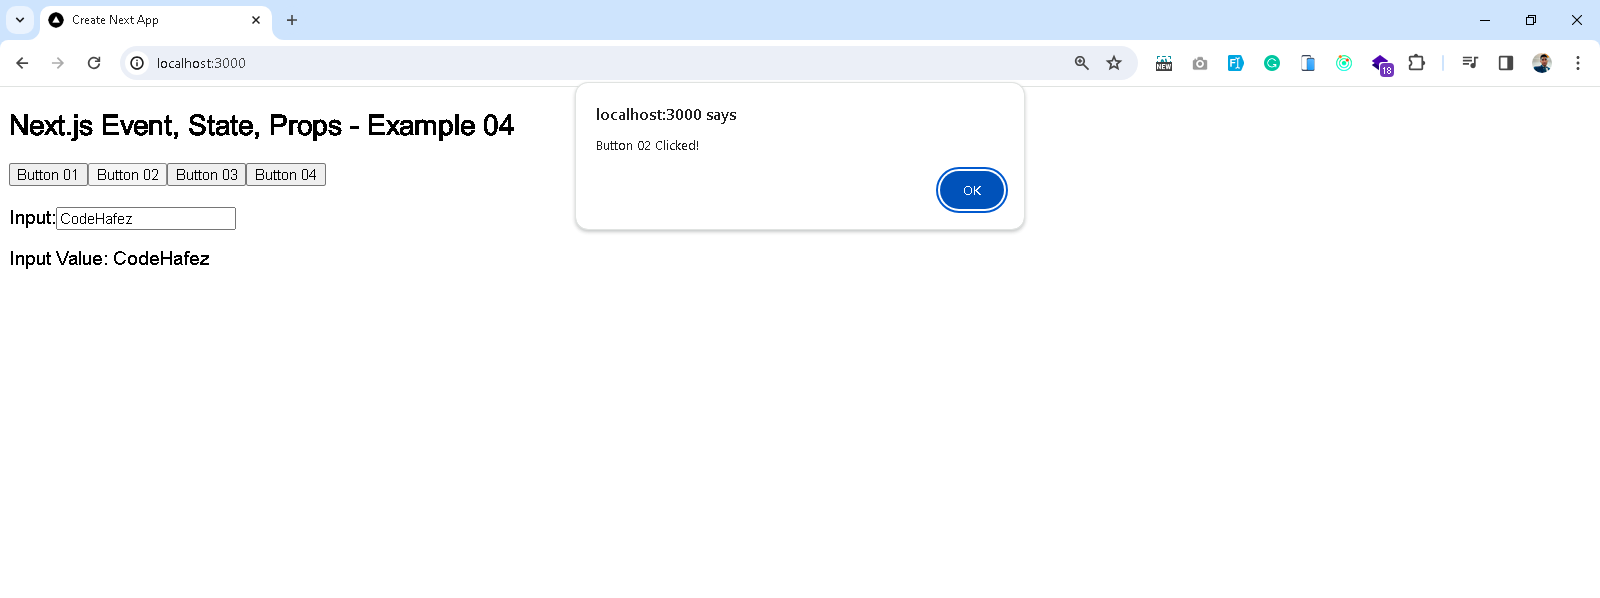 Create Next App
localhost:3000
NEW
18
localhost:3000 says
Button 02 Clicked!
OK
Next.js Event, State, Props - Example 04
Button 01 Button 02 Button 03 Button 04
Input: CodeHafez
Input Value: CodeHafez